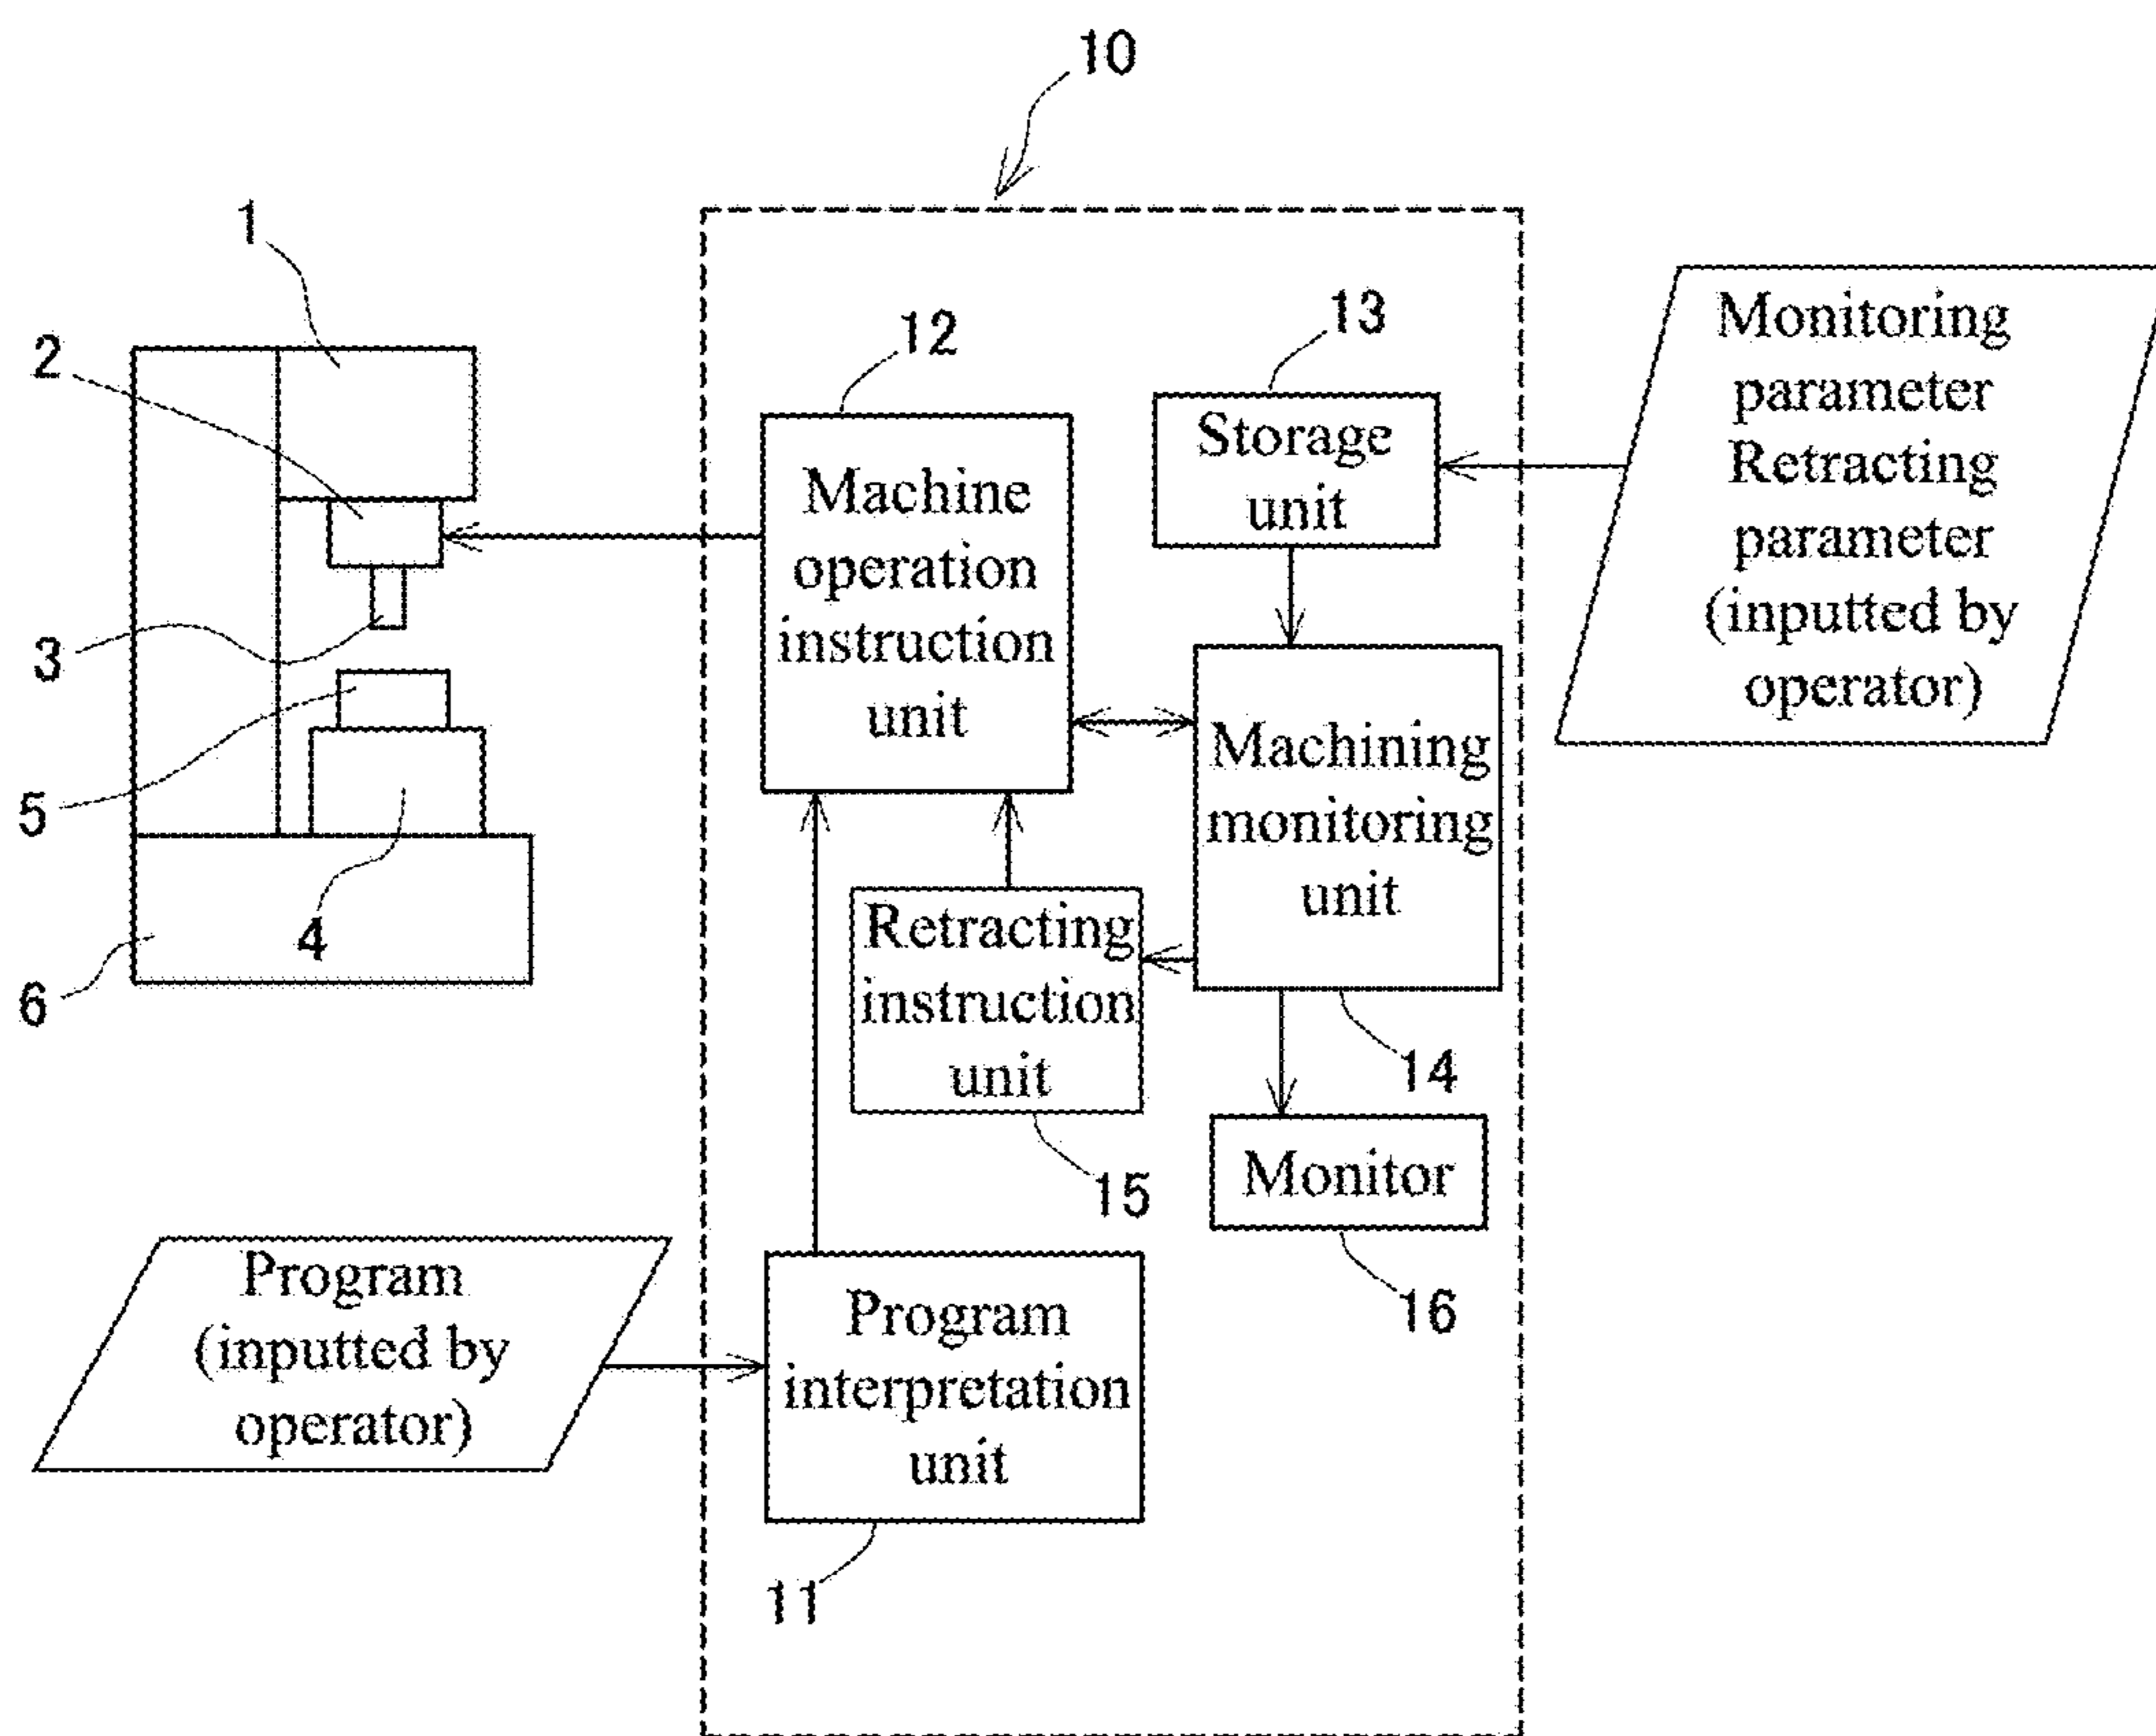 10
1
2
3
5
4
6
12
Machine
operation
instruction
unit
13
Storage
unit
Monitoring
parameter
Retracting
parameter
(inputted by
operator)
Machining
monitoring
unit
14
Retracting
instruction
unit
15
Monitor
16
Program
(inputted by
operator)
Program
interpretation
unit
11